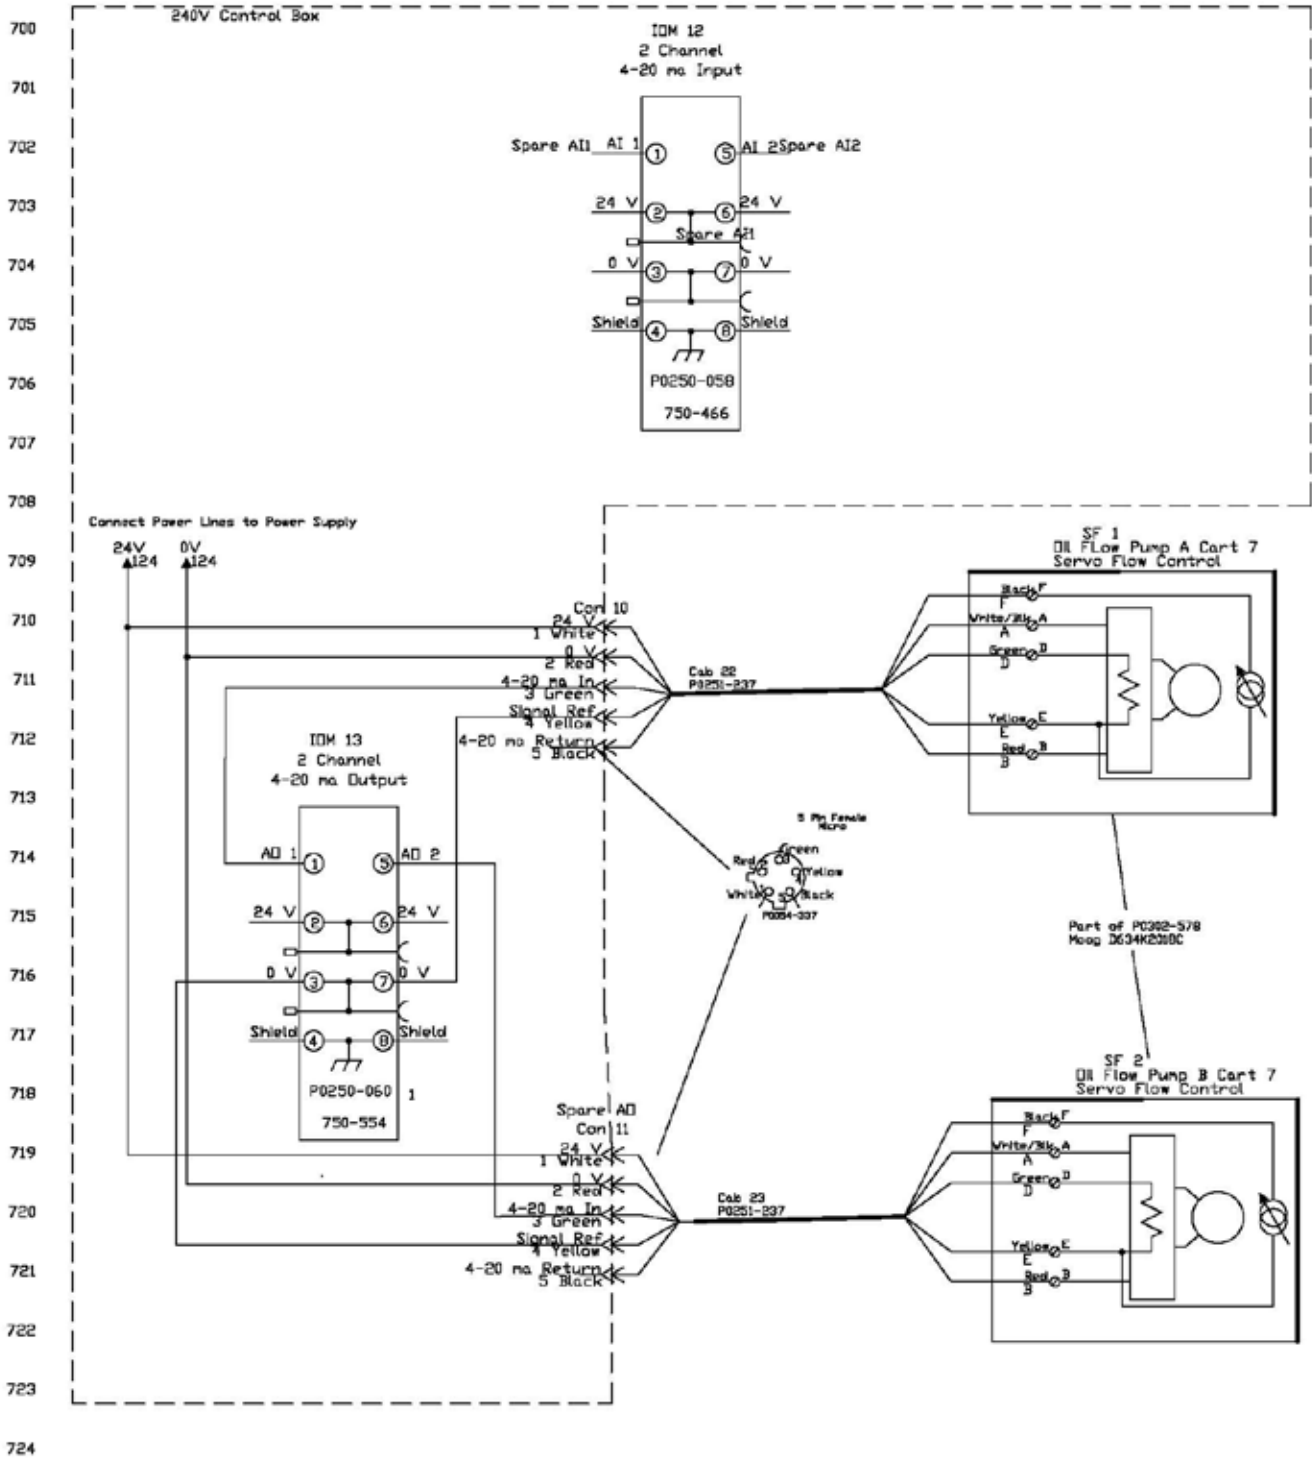 700
240V Control Box
IOM 12
2 Channel
4-20 ma Input
701
702
Spare AI1 AI 1 1 5 AI 2 Spare AI2
703
24 V 2 6 24 V
Spare AI1
704
0 V 3 7 0 V
705
Shield 4 8 Shield
706
P0250-058
750-466
707
708
Connect Power Lines to Power Supply
709
24V 0V
124 124
SF 1
Oil Flow Pump A Cart 7
Servo Flow Control
710
Con 10
24 V
1 White
0 V
2 Red
711
4-20 ma In
3 Green
Signal Ref
4 Yellow
712
4-20 ma Return
5 Black
Cab 22
P0251-237
Black F
F
White/Blk A
A
Green D
D
Yellow E
E
Red B
B
IOM 13
2 Channel
4-20 ma Output
713
5 Pin Female
Micro
714
AO 1 1 5 AO 2
Green
Red
Yellow
White
5
Black
P0054-337
715
24 V 2 6 24 V
Part of P0302-578
Moog D634K201BC
716
0 V 3 7 0 V
717
Shield 4 8 Shield
718
P0250-060 1
750-554
SF 2
Oil Flow Pump B Cart 7
Servo Flow Control
Spare AO
Con 11
719
24 V
1 White
0 V
2 Red
720
4-20 ma In
3 Green
Signal Ref
4 Yellow
721
4-20 ma Return
5 Black
Cab 23
P0251-237
Black F
F
White/Blk A
A
Green D
D
Yellow E
E
Red B
B
722
723
724